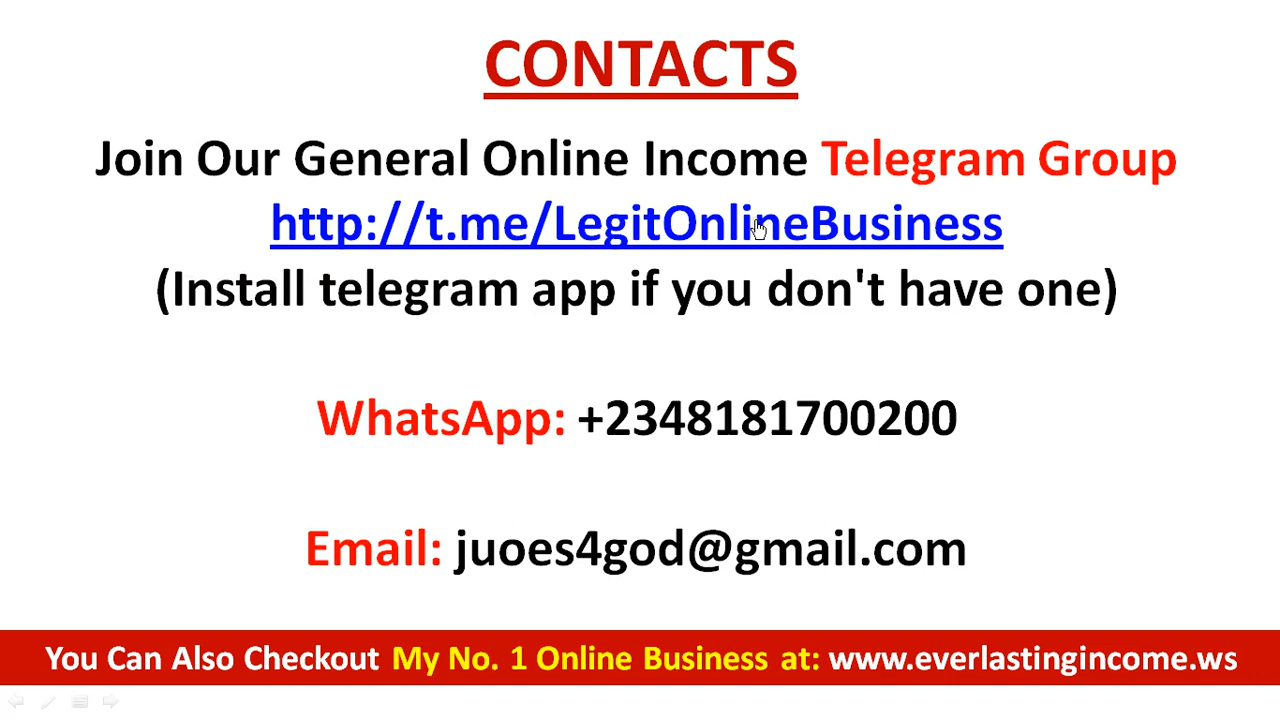 CONTACTS
Join Our General Online Income Telegram Group
http://t.me/LegitOnlineBusiness
(Install telegram app if you don't have one)
WhatsApp: +2348181700200
Email: juoes4god@gmail.com
You Can Also Checkout My No. 1 Online Business at: www.everlastingincome.ws